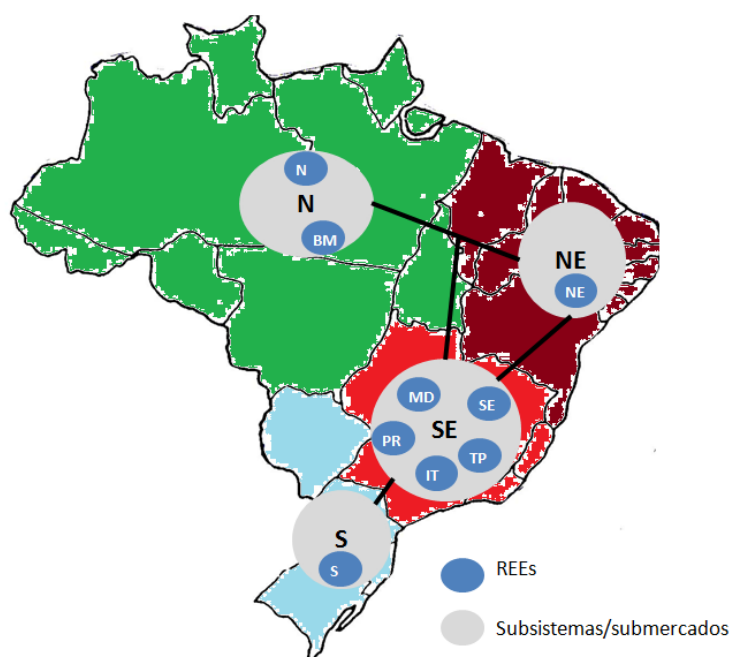 N
N
BM
NE
NE
MD
SE
SE
PR
TP
IT
S
S
REEs
Subsistemas/submercados